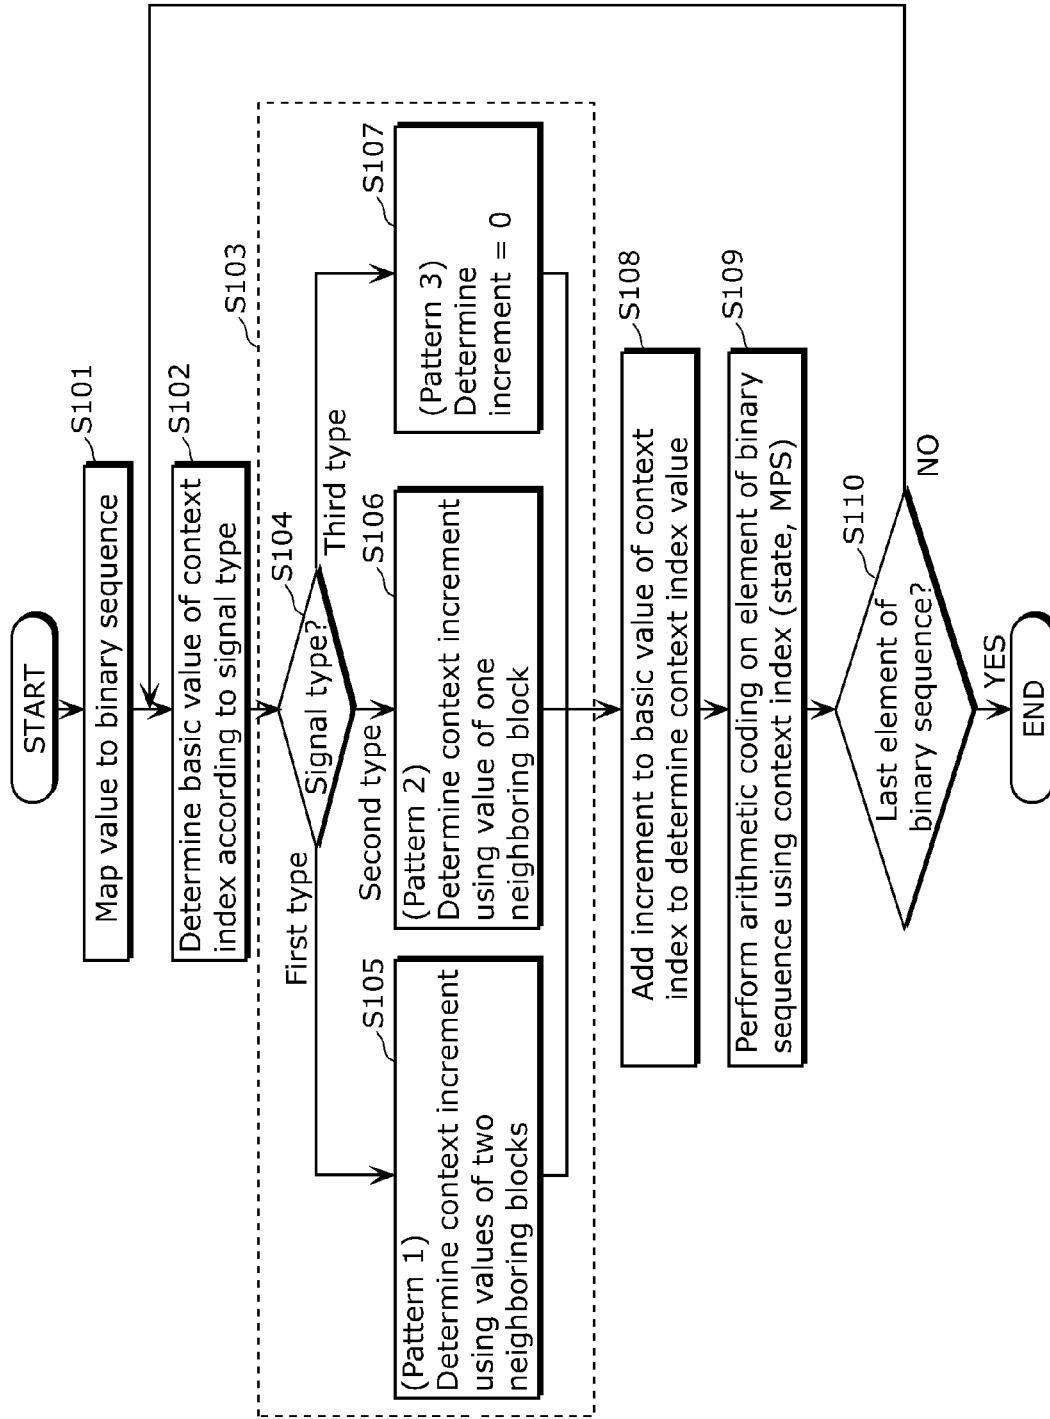 START
S101
Map value to binary sequence
S102
Determine basic value of context
index according to signal type
S103
S104
Signal type?
First type
Second type
Third type
S105
(Pattern 1)
Determine context increment
using values of two
neighboring blocks
S106
(Pattern 2)
Determine context increment
using value of one
neighboring block
S107
(Pattern 3)
Determine
increment = 0
S108
Add increment to basic value of context
index to determine context index value
S109
Perform arithmetic coding on element of binary
sequence using context index (state, MPS)
S110
Last element of
binary sequence?
NO
YES
END